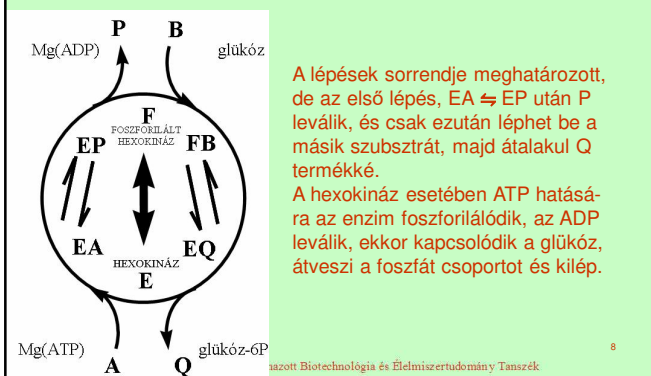 P B
Mg(ADP) glükóz
F
FOSZFORILÁLT
HEXOKINÁZ
EP FB
EA EQ
HEXOKINÁZ
E
Mg(ATP) glükóz-6P
A Q
A lépések sorrendje meghatározott,
de az első lépés, EA ⇋ EP után P
leválik, és csak ezután léphet be a
másik szubsztrát, majd átalakul Q
termékké.
A hexokináz esetében ATP hatásá-
ra az enzim foszforilálódik, az ADP
leválik, ekkor kapcsolódik a glükóz,
átveszi a foszfát csoportot és kilép.
8
Biotechnológia és Élelmiszertudomány Tanszék